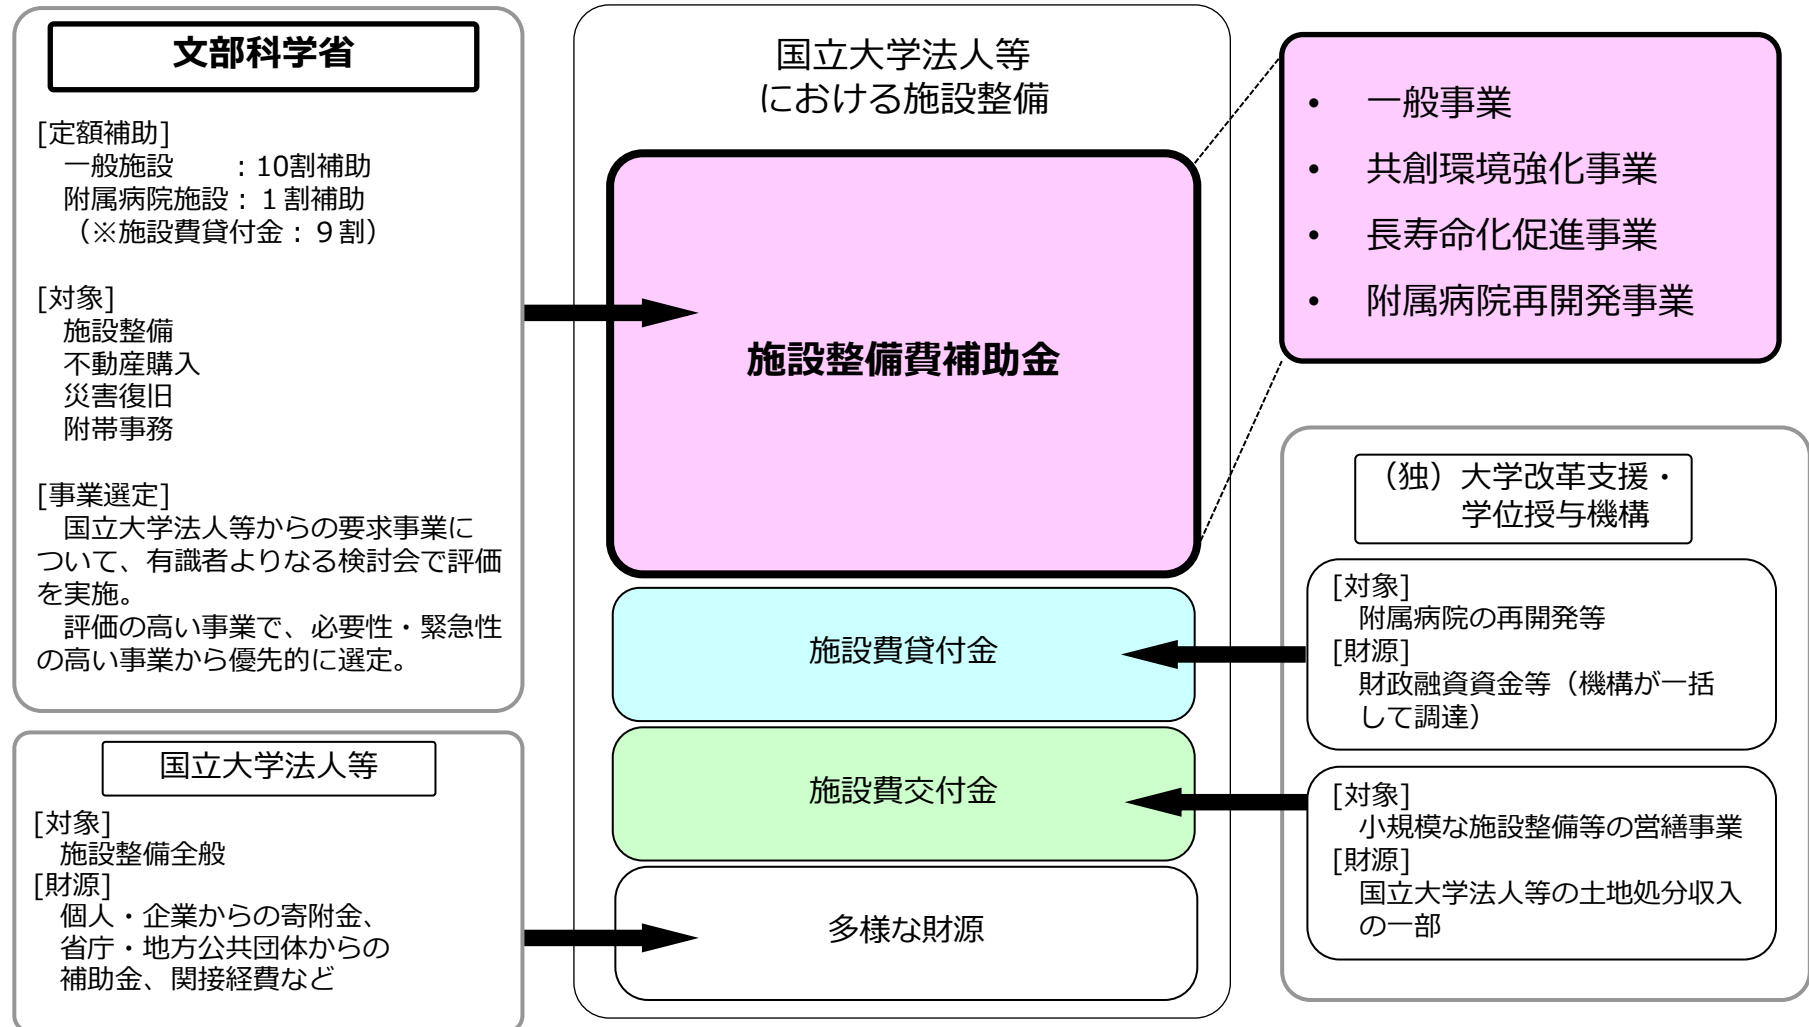 文部科学省
[定額補助]
一般施設　　：10割補助
附属病院施設：１割補助
（※施設費貸付金：９割）
[対象]
施設整備
不動産購入
災害復旧
附帯事務
[事業選定]
国立大学法人等からの要求事業に
ついて、有識者よりなる検討会で評価
を実施。
評価の高い事業で、必要性・緊急性
の高い事業から優先的に選定。
国立大学法人等
[対象]
施設整備全般
[財源]
個人・企業からの寄附金、
省庁・地方公共団体からの
補助金、関接経費など
国立大学法人等
における施設整備
施設整備費補助金
施設費貸付金
施設費交付金
多様な財源
• 一般事業
• 共創環境強化事業
• 長寿命化促進事業
• 附属病院再開発事業
（独）大学改革支援・
学位授与機構
[対象]
附属病院の再開発等
[財源]
財政融資資金等（機構が一括
して調達）
[対象]
小規模な施設整備等の営繕事業
[財源]
国立大学法人等の土地処分収入
の一部